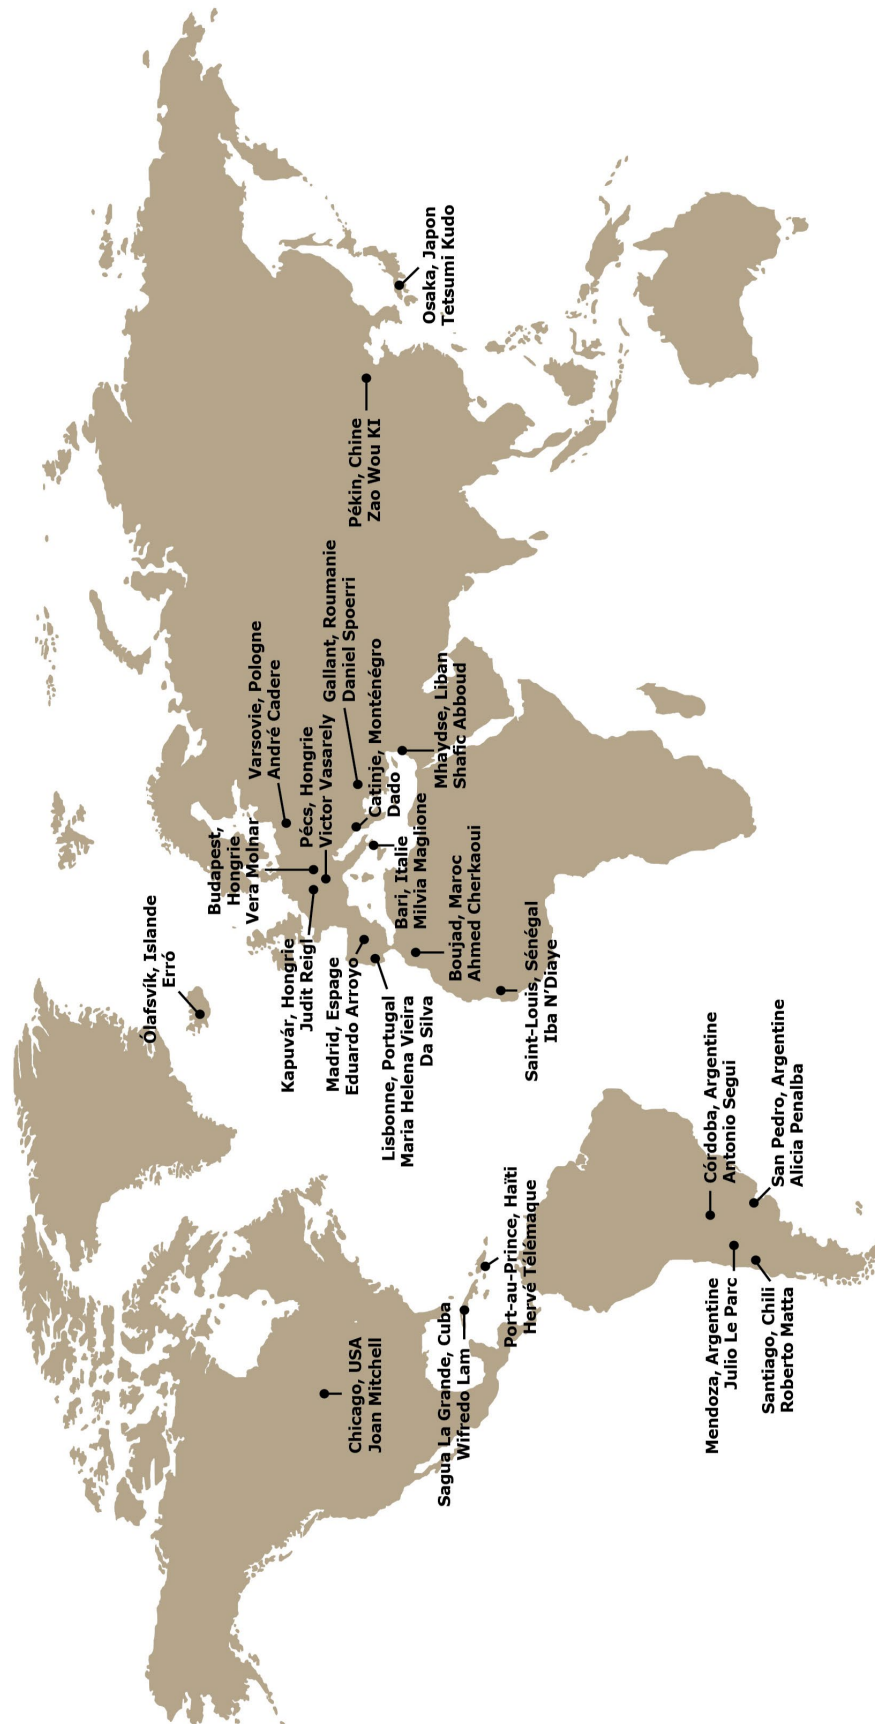 Ólafsvík, Islande
Erró
Budapest,
Hongrie
Vera Molnar
Varsovie, Pologne
André Cadere
Kapuvár, Hongrie
Judit Reigl
Pécs, Hongrie
Victor Vasarely
Gallant, Roumanie
Daniel Spoerri
Madrid, Espage
Eduardo Arroyo
Catinje, Monténégro
Dado
Lisbonne, Portugal
Maria Helena Vieira
Da Silva
Bari, Italie
Milvia Maglione
Mhaydse, Liban
Shafic Abboud
Boujad, Maroc
Ahmed Cherkaoui
Saint-Louis, Sénégal
Iba N'Diaye
Pékin, Chine
Zao Wou KI
Osaka, Japon
Tetsumi Kudo
Chicago, USA
Joan Mitchell
Sagua La Grande, Cuba
Wifredo Lam
Port-au-Prince, Haïti
Hervé Télémaque
Mendoza, Argentine
Julio Le Parc
Córdoba, Argentine
Antonio Segui
Santiago, Chili
Roberto Matta
San Pedro, Argentine
Alicia Penalba